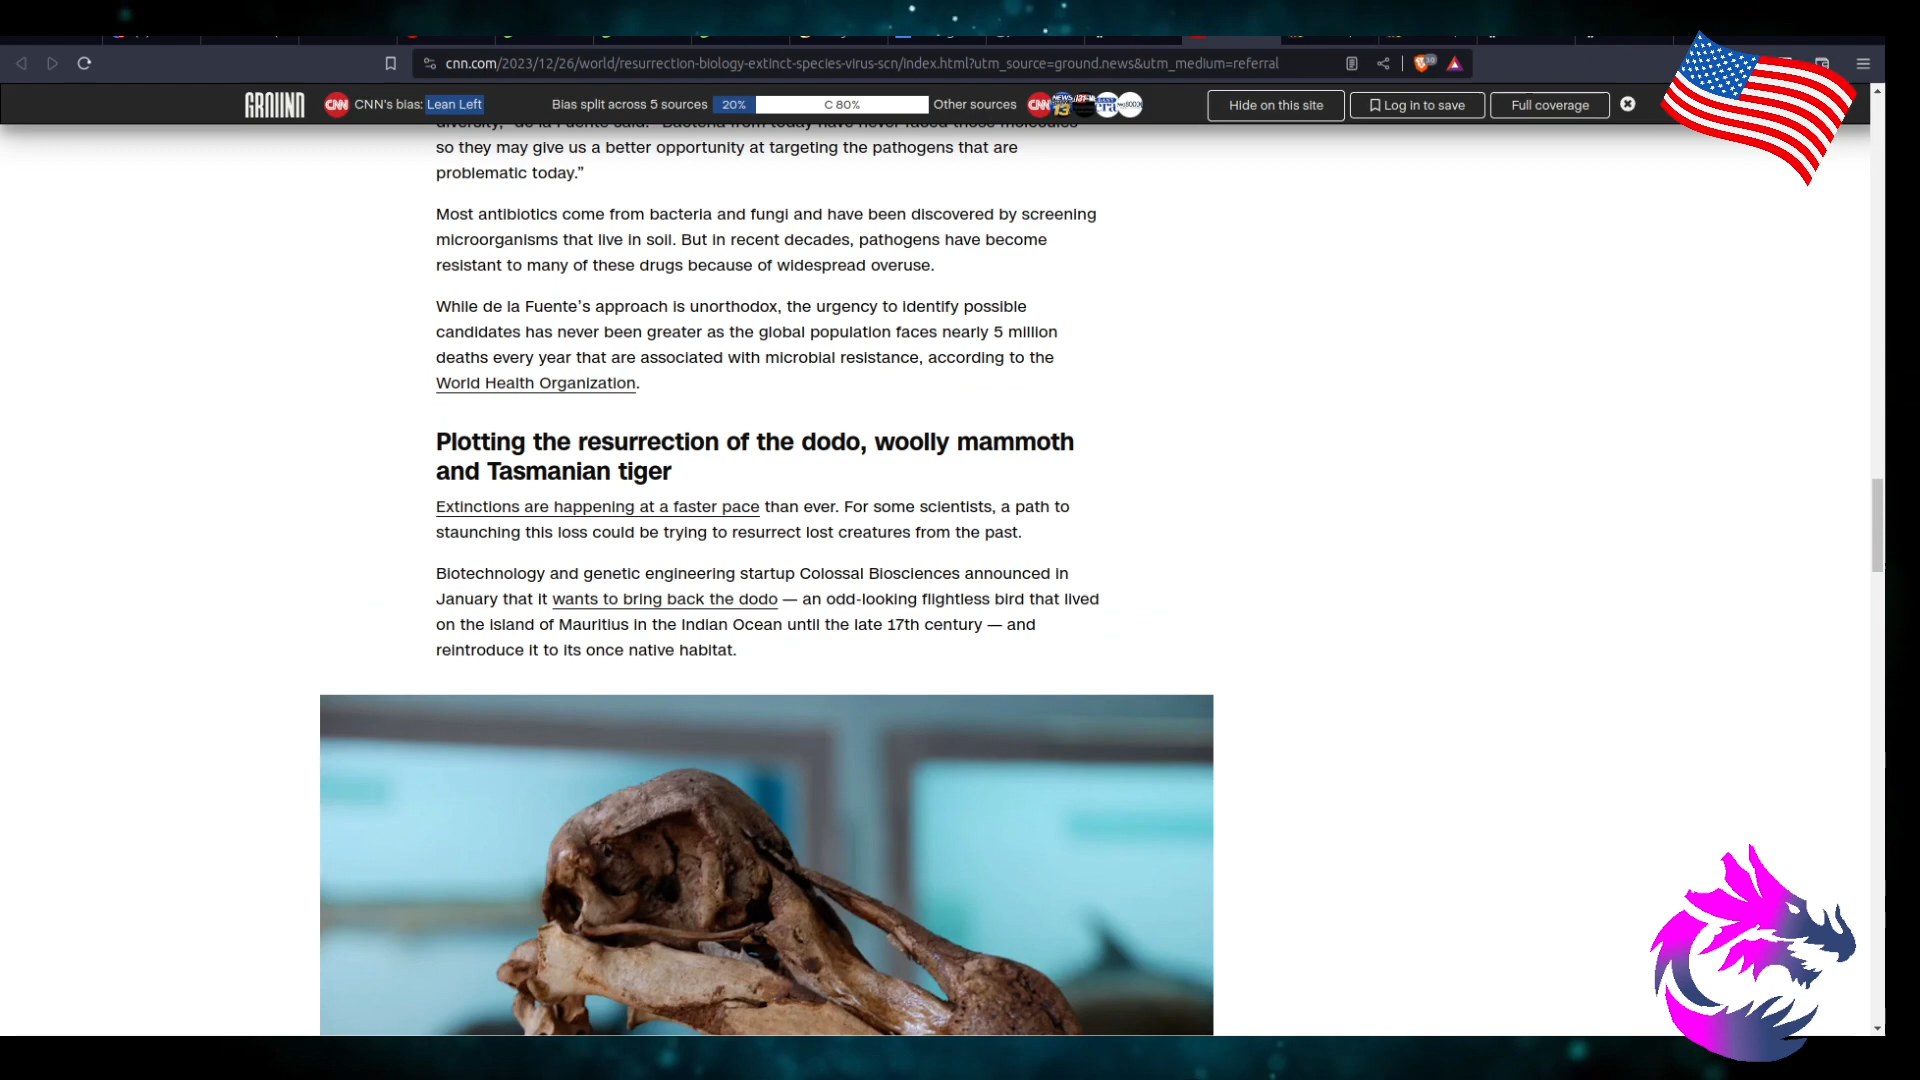 cnn.com/2023/12/26/world/resurrection-biology-extinct-species-virus-scn/index.html?utm_source=ground.news&utm_medium=referral
GROUND CNN CNN's bias: Lean Left Bias split across 5 sources 20% C 80% Other sources CNN NEWS 13 Hide on this site Log in to save Full coverage
diversity," de la Fuente said. "Bacteria from today have never faced those molecules
so they may give us a better opportunity at targeting the pathogens that are
problematic today.”
Most antibiotics come from bacteria and fungi and have been discovered by screening
microorganisms that live in soil. But in recent decades, pathogens have become
resistant to many of these drugs because of widespread overuse.
While de la Fuente’s approach is unorthodox, the urgency to identify possible
candidates has never been greater as the global population faces nearly 5 million
deaths every year that are associated with microbial resistance, according to the
World Health Organization.
Plotting the resurrection of the dodo, woolly mammoth
and Tasmanian tiger
Extinctions are happening at a faster pace than ever. For some scientists, a path to
staunching this loss could be trying to resurrect lost creatures from the past.
Biotechnology and genetic engineering startup Colossal Biosciences announced in
January that it wants to bring back the dodo — an odd-looking flightless bird that lived
on the island of Mauritius in the Indian Ocean until the late 17th century — and
reintroduce it to its once native habitat.